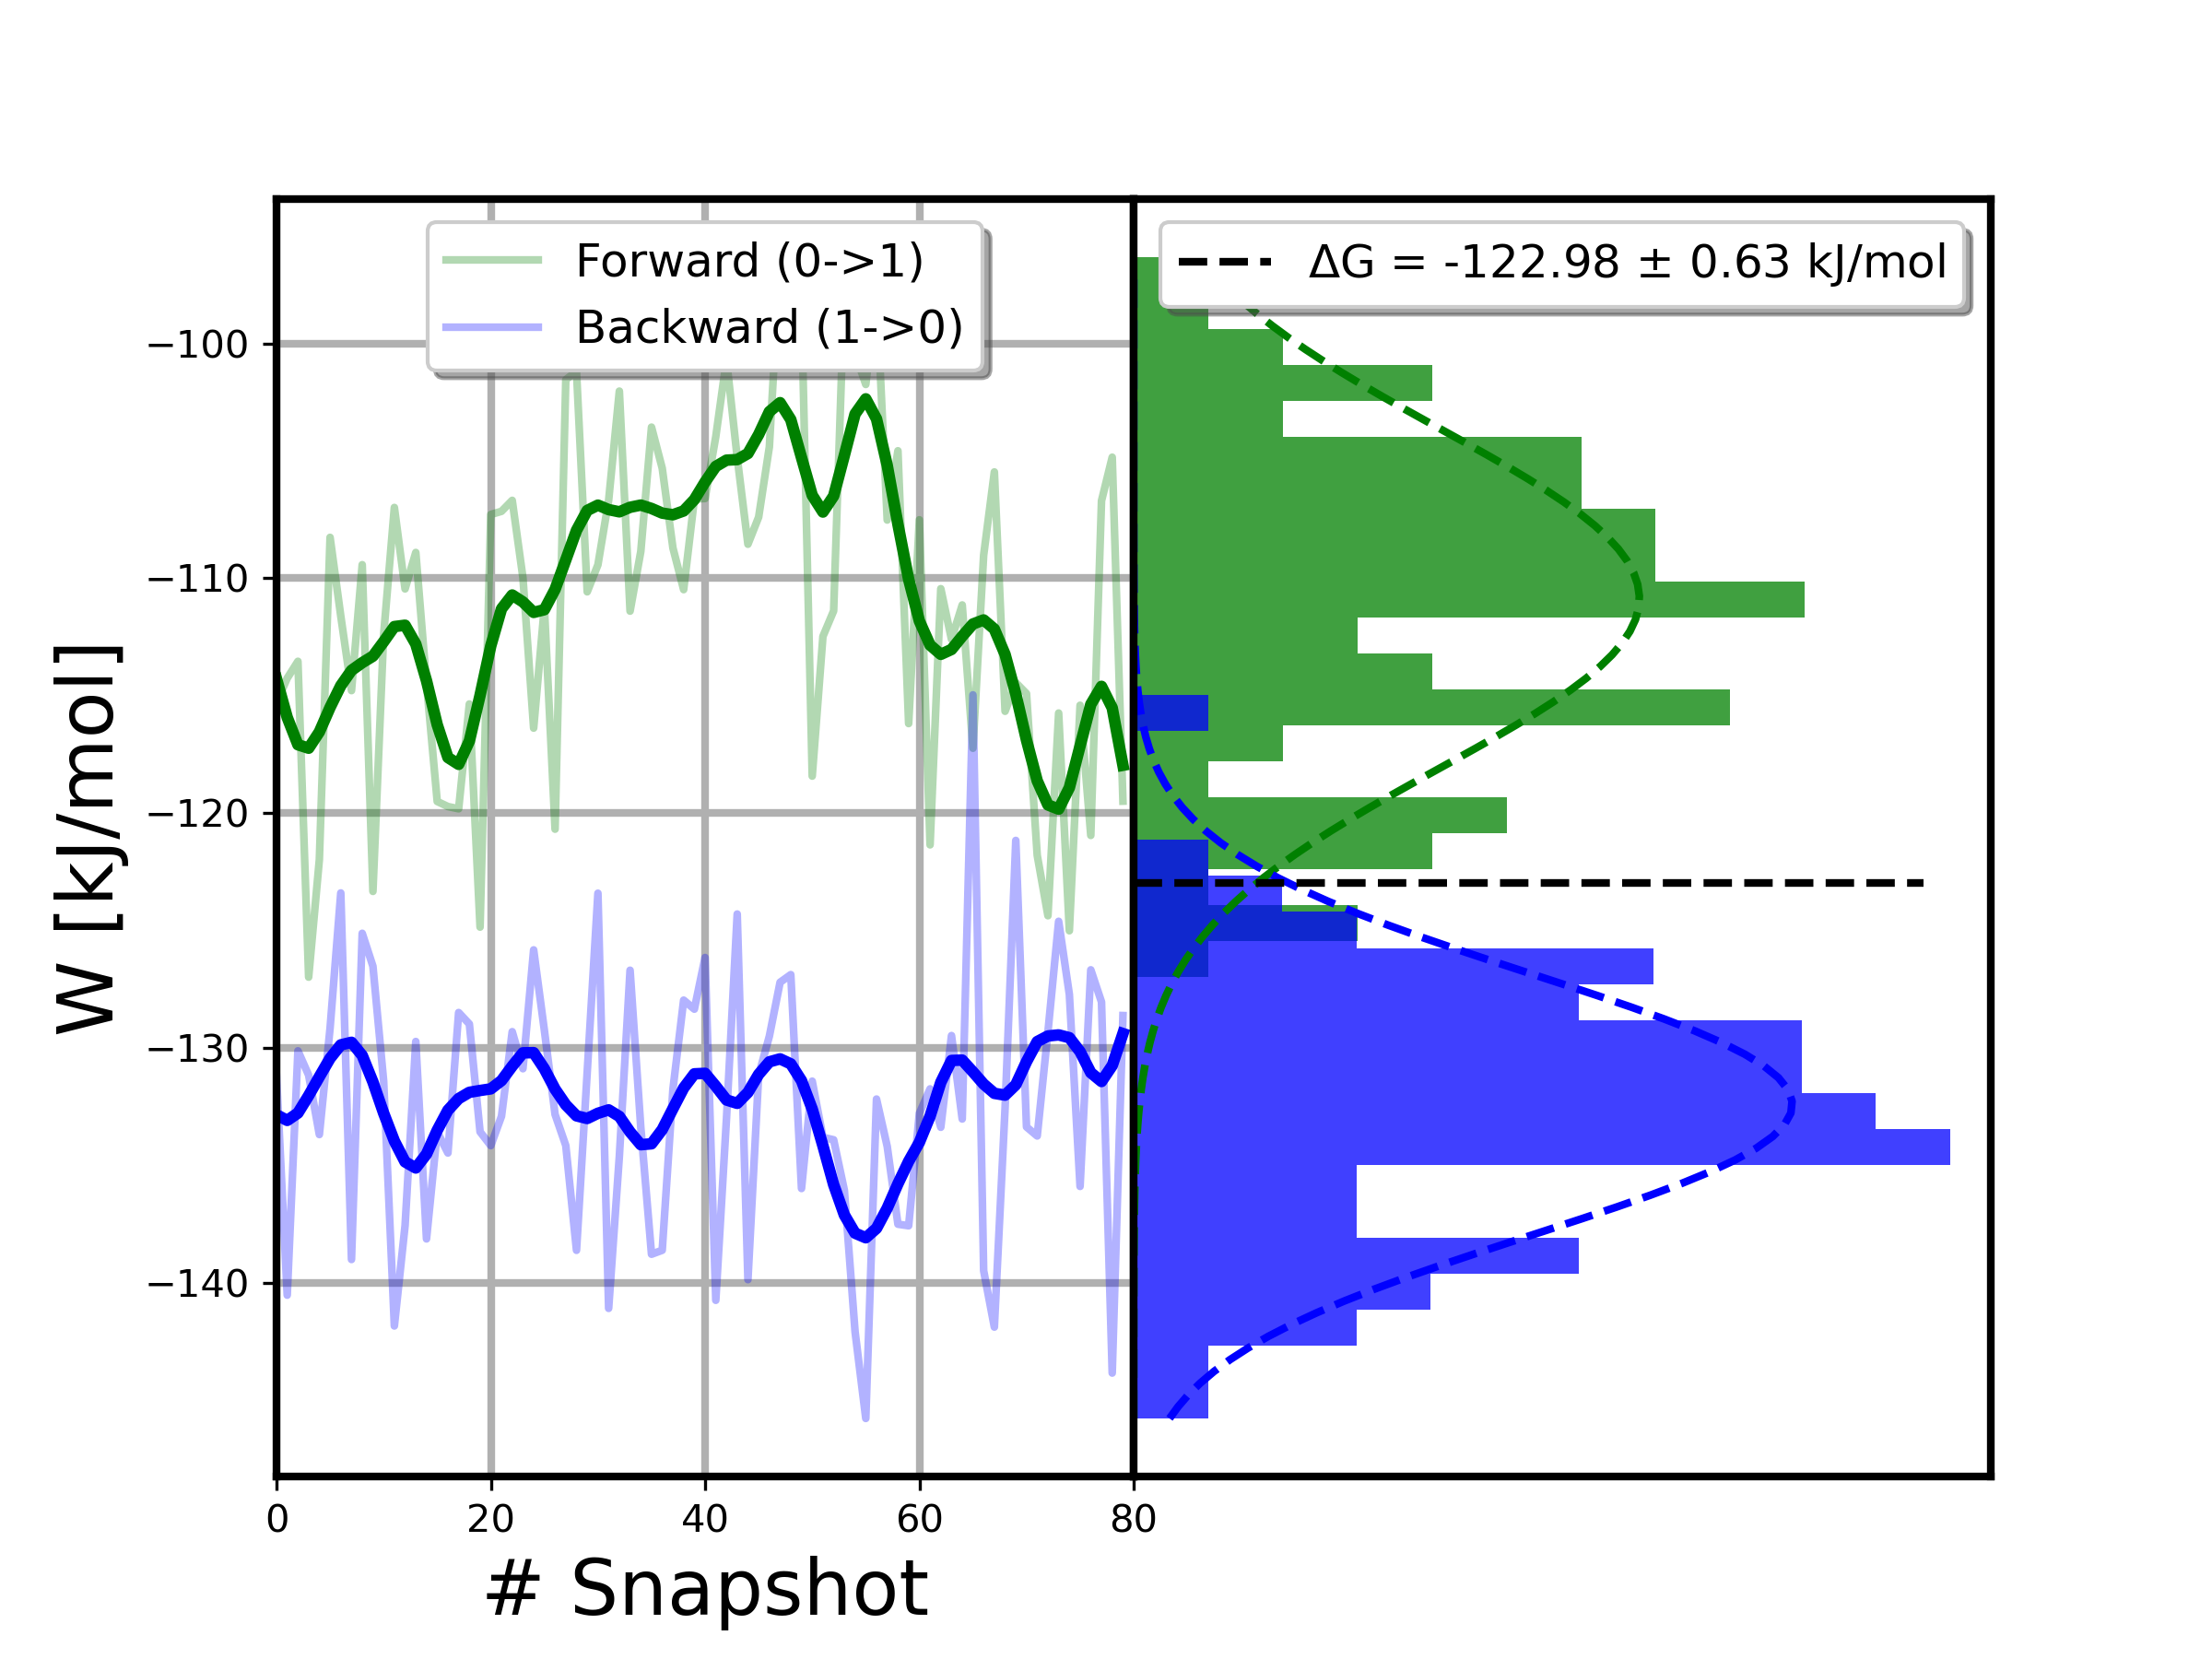 Forward (0->1)
Backward (1->0)
ΔG = -122.98 ± 0.63 kJ/mol
W [kJ/mol]
−100
−110
−120
−130
−140
0 20 40 60 80
# Snapshot